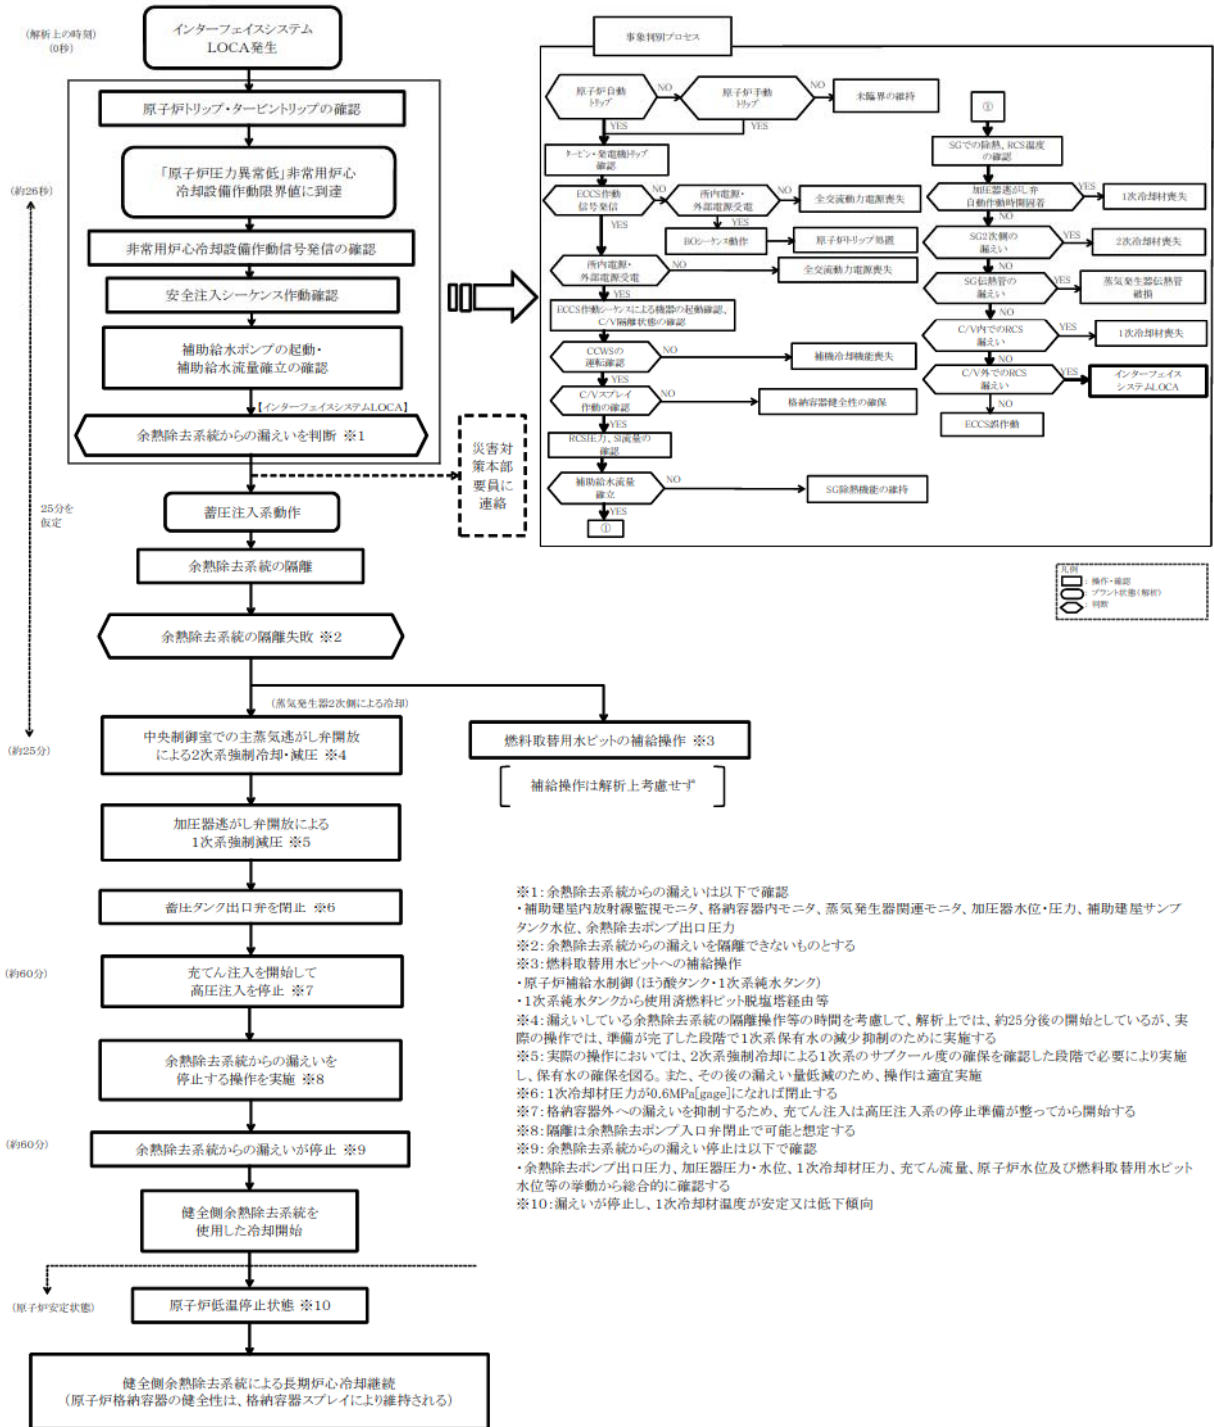 (解析上の時刻)
(0秒)
インターフェイスシステム
LOCA発生
原子炉トリップ・タービントリップの確認
「原子炉圧力異常低」非常用炉心
冷却設備作動限界値に到達
(約26秒)
非常用炉心冷却設備作動信号発信の確認
安全注入シーケンス作動確認
補助給水ポンプの起動・
補助給水流量確立の確認
【インターフェイスシステムLOCA】
余熱除去系統からの漏えいを判断 ※1
災害対
策本部
要員に
連絡
25分を
仮定
蓄圧注入系動作
余熱除去系統の隔離
余熱除去系統の隔離失敗 ※2
(蒸気発生器2次側による冷却)
(約25分)
中央制御室での主蒸気逃がし弁開放
による2次系強制冷却・減圧 ※4
燃料取替用水ピットの補給操作 ※3
補給操作は解析上考慮せず
加圧器逃がし弁開放による
1次系強制減圧 ※5
蓄圧タンク出口弁を閉止 ※6
(約60分)
充てん注入を開始して
高圧注入を停止 ※7
余熱除去系統からの漏えいを
停止する操作を実施 ※8
(約60分)
余熱除去系統からの漏えいが停止 ※9
健全側余熱除去系統を
使用した冷却開始
(原子炉安定状態)
原子炉低温停止状態 ※10
健全側余熱除去系統による長期炉心冷却継続
(原子炉格納容器の健全性は、格納容器スプレイにより維持される)
事象判別プロセス
原子炉自動
トリップ
NO
原子炉手動
トリップ
NO
未臨界の維持
YES
YES
タービン・発電機トリップ
確認
ECCS作動
信号発信
NO
所内電源・
外部電源受電
NO
全交流動力電源喪失
YES
YES
BOシーケンス動作
原子炉トリップ処置
所内電源・
外部電源受電
NO
全交流動力電源喪失
YES
ECCS作動シーケンスによる機器の起動確認、
C/V隔離状態の確認
CCWSの
運転確認
NO
補機冷却機能喪失
YES
C/Vスプレイ
作動の確認
NO
格納容器健全性の確保
YES
RCS圧力、SI流量の
確認
補助給水流量
確立
NO
SG除熱機能の維持
YES
①
①
SGでの除熱、RCS温度
の確認
加圧器逃がし弁
自動作動時開固着
YES
1次冷却材喪失
NO
SG2次側の
漏えい
YES
2次冷却材喪失
NO
SG伝熱管の
漏えい
YES
蒸気発生器伝熱管
破損
NO
C/V内でのRCS
漏えい
YES
1次冷却材喪失
NO
C/V外でのRCS
漏えい
YES
インターフェイス
システムLOCA
NO
ECCS誤作動
凡例
: 操作・確認
: プラント状態(解析)
: 判断
※1:余熱除去系統からの漏えいは以下で確認
・補助建屋内放射線監視モニタ、格納容器内モニタ、蒸気発生器関連モニタ、加圧器水位・圧力、補助建屋サンプ
タンク水位、余熱除去ポンプ出口圧力
※2:余熱除去系統からの漏えいを隔離できないものとする
※3:燃料取替用水ピットへの補給操作
・原子炉補給水制御(ほう酸タンク・1次系純水タンク)
・1次系純水タンクから使用済燃料ピット脱塩塔経由等
※4:漏えいしている余熱除去系統の隔離操作等の時間を考慮して、解析上では、約25分後の開始としているが、実
際の操作では、準備が完了した段階で1次系保有水の減少抑制のために実施する
※5:実際の操作においては、2次系強制冷却による1次系のサブクール度の確保を確認した段階で必要により実施
し、保有水の確保を図る。また、その後の漏えい量低減のため、操作は適宜実施
※6:1次冷却材圧力が0.6MPa[gage]になれば閉止する
※7:格納容器外への漏えいを抑制するため、充てん注入は高圧注入系の停止準備が整ってから開始する
※8:隔離は余熱除去ポンプ入口弁閉止で可能と想定する
※9:余熱除去系統からの漏えい停止は以下で確認
・余熱除去ポンプ出口圧力、加圧器圧力・水位、1次冷却材圧力、充てん流量、原子炉水位及び燃料取替用水ピット
水位等の挙動から総合的に確認する
※10:漏えいが停止し、1次冷却材温度が安定又は低下傾向